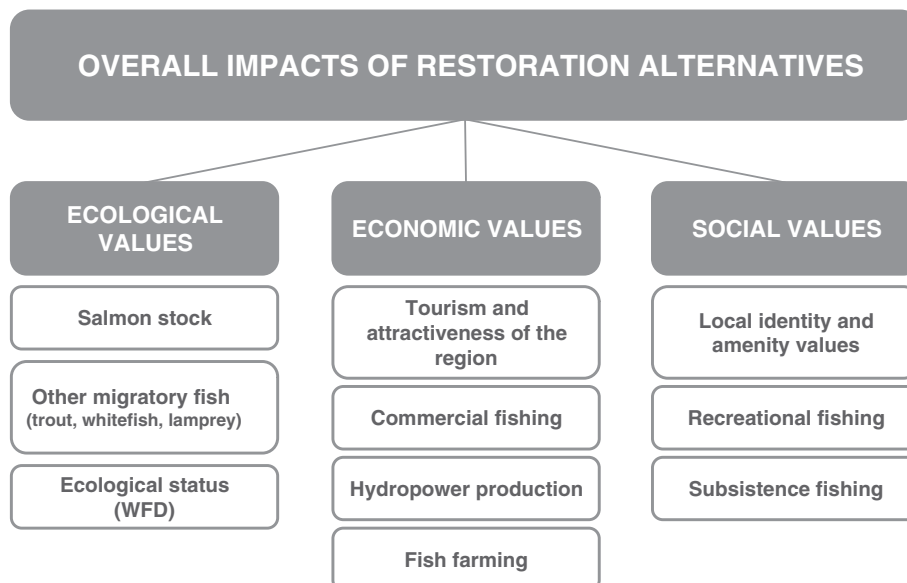 OVERALL IMPACTS OF RESTORATION ALTERNATIVES
ECOLOGICAL
VALUES
Salmon stock
Other migratory fish
(trout, whitefish, lamprey)
Ecological status
(WFD)
ECONOMIC VALUES
Tourism and
attractiveness of the
region
Commercial fishing
Hydropower production
Fish farming
SOCIAL VALUES
Local identity and
amenity values
Recreational fishing
Subsistence fishing